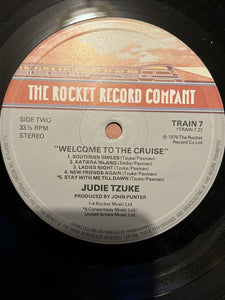 THE ROCKET RECORD COMPANY
SIDE TWO
33⅓ RPM
STEREO
TRAIN 7
(TRAIN 7 2)
℗ 1979 The Rocket
Record Co Ltd
"WELCOME TO THE CRUISE"
1. SOUTHERN SMILES (Tzuke/Paxman)
2. KATIERA ISLAND (Tzuke/Paxman)
3. LADIES NIGHT (Tzuke/Paxman)
4. NEW FRIENDS AGAIN (Tzuke/Paxman)
*5. STAY WITH ME TILL DAWN (Tzuke/Paxman)
JUDIE TZUKE
PRODUCED BY JOHN PUNTER
1-4 Rocket Music Ltd /
*5 Consonways Music Ltd /
United Artists Music Ltd